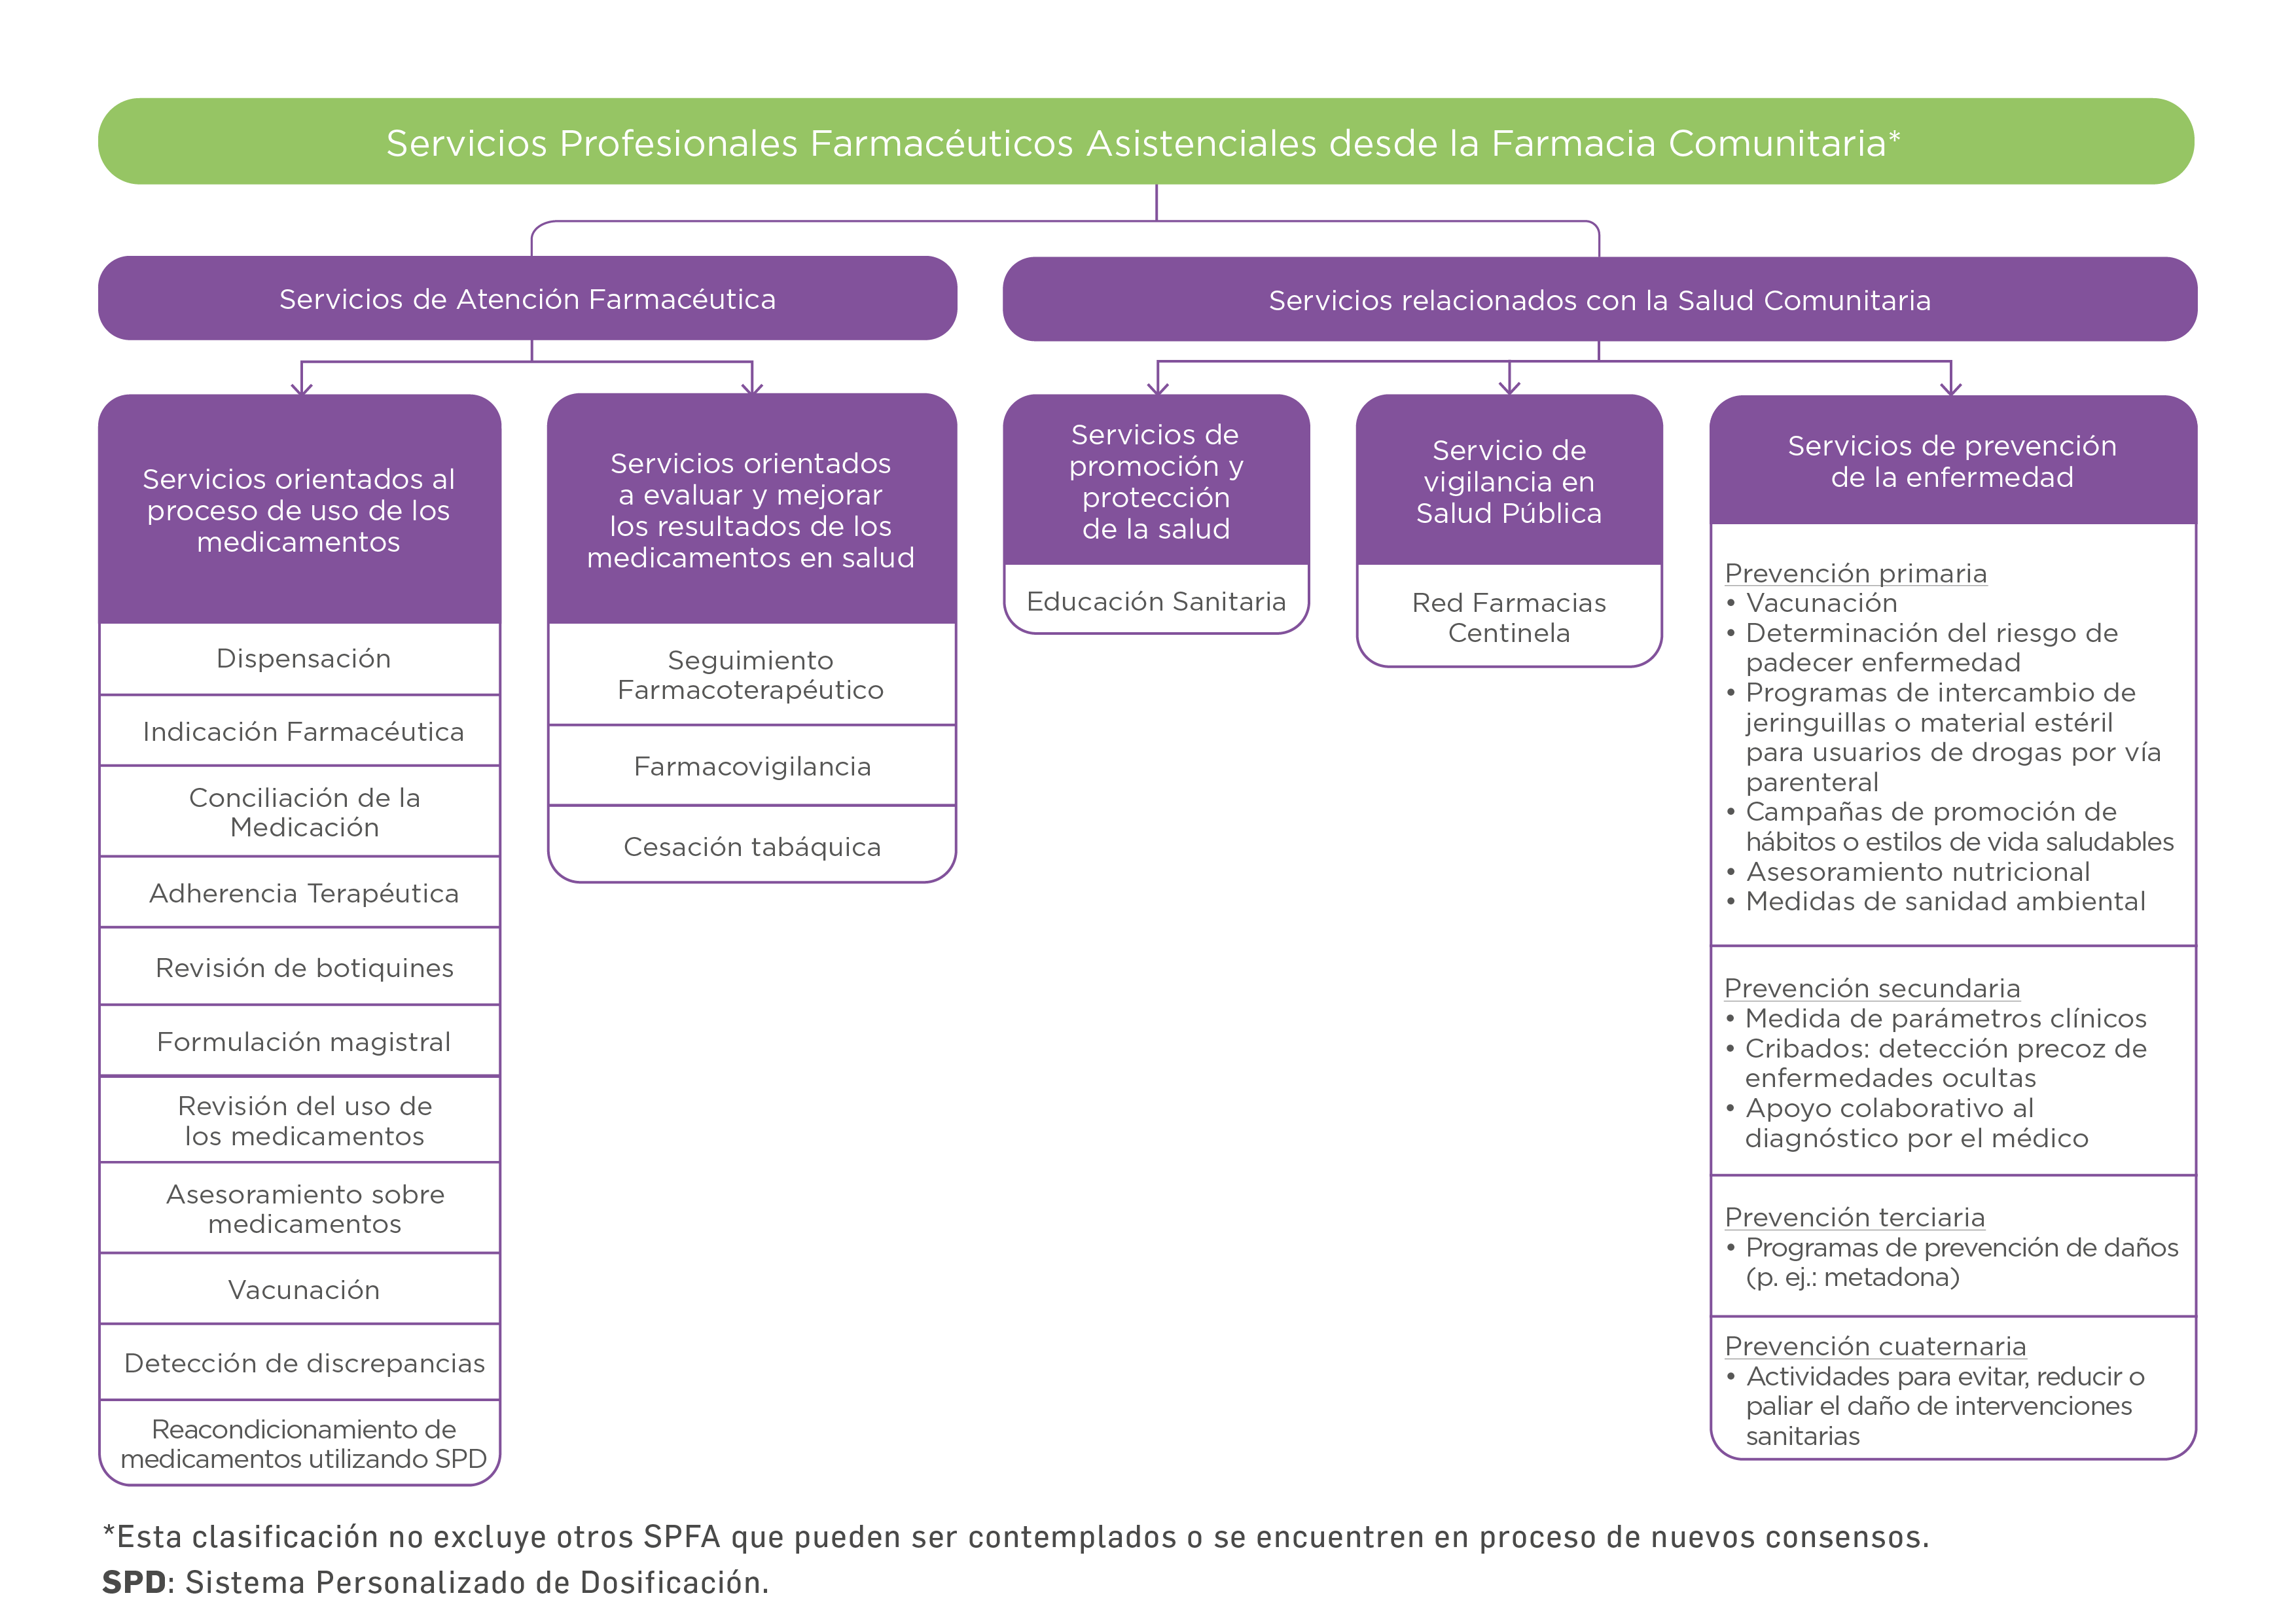 Servicios Profesionales Farmacéuticos Asistenciales desde la Farmacia Comunitaria*
Servicios de Atención Farmacéutica
Servicios relacionados con la Salud Comunitaria
Servicios orientados al
proceso de uso de los
medicamentos
Dispensación
Indicación Farmacéutica
Conciliación de la
Medicación
Adherencia Terapéutica
Revisión de botiquines
Formulación magistral
Revisión del uso de
los medicamentos
Asesoramiento sobre
medicamentos
Vacunación
Detección de discrepancias
Reacondicionamiento de
medicamentos utilizando SPD
Servicios orientados
a evaluar y mejorar
los resultados de los
medicamentos en salud
Seguimiento
Farmacoterapéutico
Farmacovigilancia
Cesación tabáquica
Servicios de
promoción y
protección
de la salud
Educación Sanitaria
Servicio de
vigilancia en
Salud Pública
Red Farmacias
Centinela
Servicios de prevención
de la enfermedad
Prevención primaria
• Vacunación
• Determinación del riesgo de
padecer enfermedad
• Programas de intercambio de
jeringuillas o material estéril
para usuarios de drogas por vía
parenteral
• Campañas de promoción de
hábitos o estilos de vida saludables
• Asesoramiento nutricional
• Medidas de sanidad ambiental
Prevención secundaria
• Medida de parámetros clínicos
• Cribados: detección precoz de
enfermedades ocultas
• Apoyo colaborativo al
diagnóstico por el médico
Prevención terciaria
• Programas de prevención de daños
(p. ej.: metadona)
Prevención cuaternaria
• Actividades para evitar, reducir o
paliar el daño de intervenciones
sanitarias
*Esta clasificación no excluye otros SPFA que pueden ser contemplados o se encuentren en proceso de nuevos consensos.
SPD: Sistema Personalizado de Dosificación.